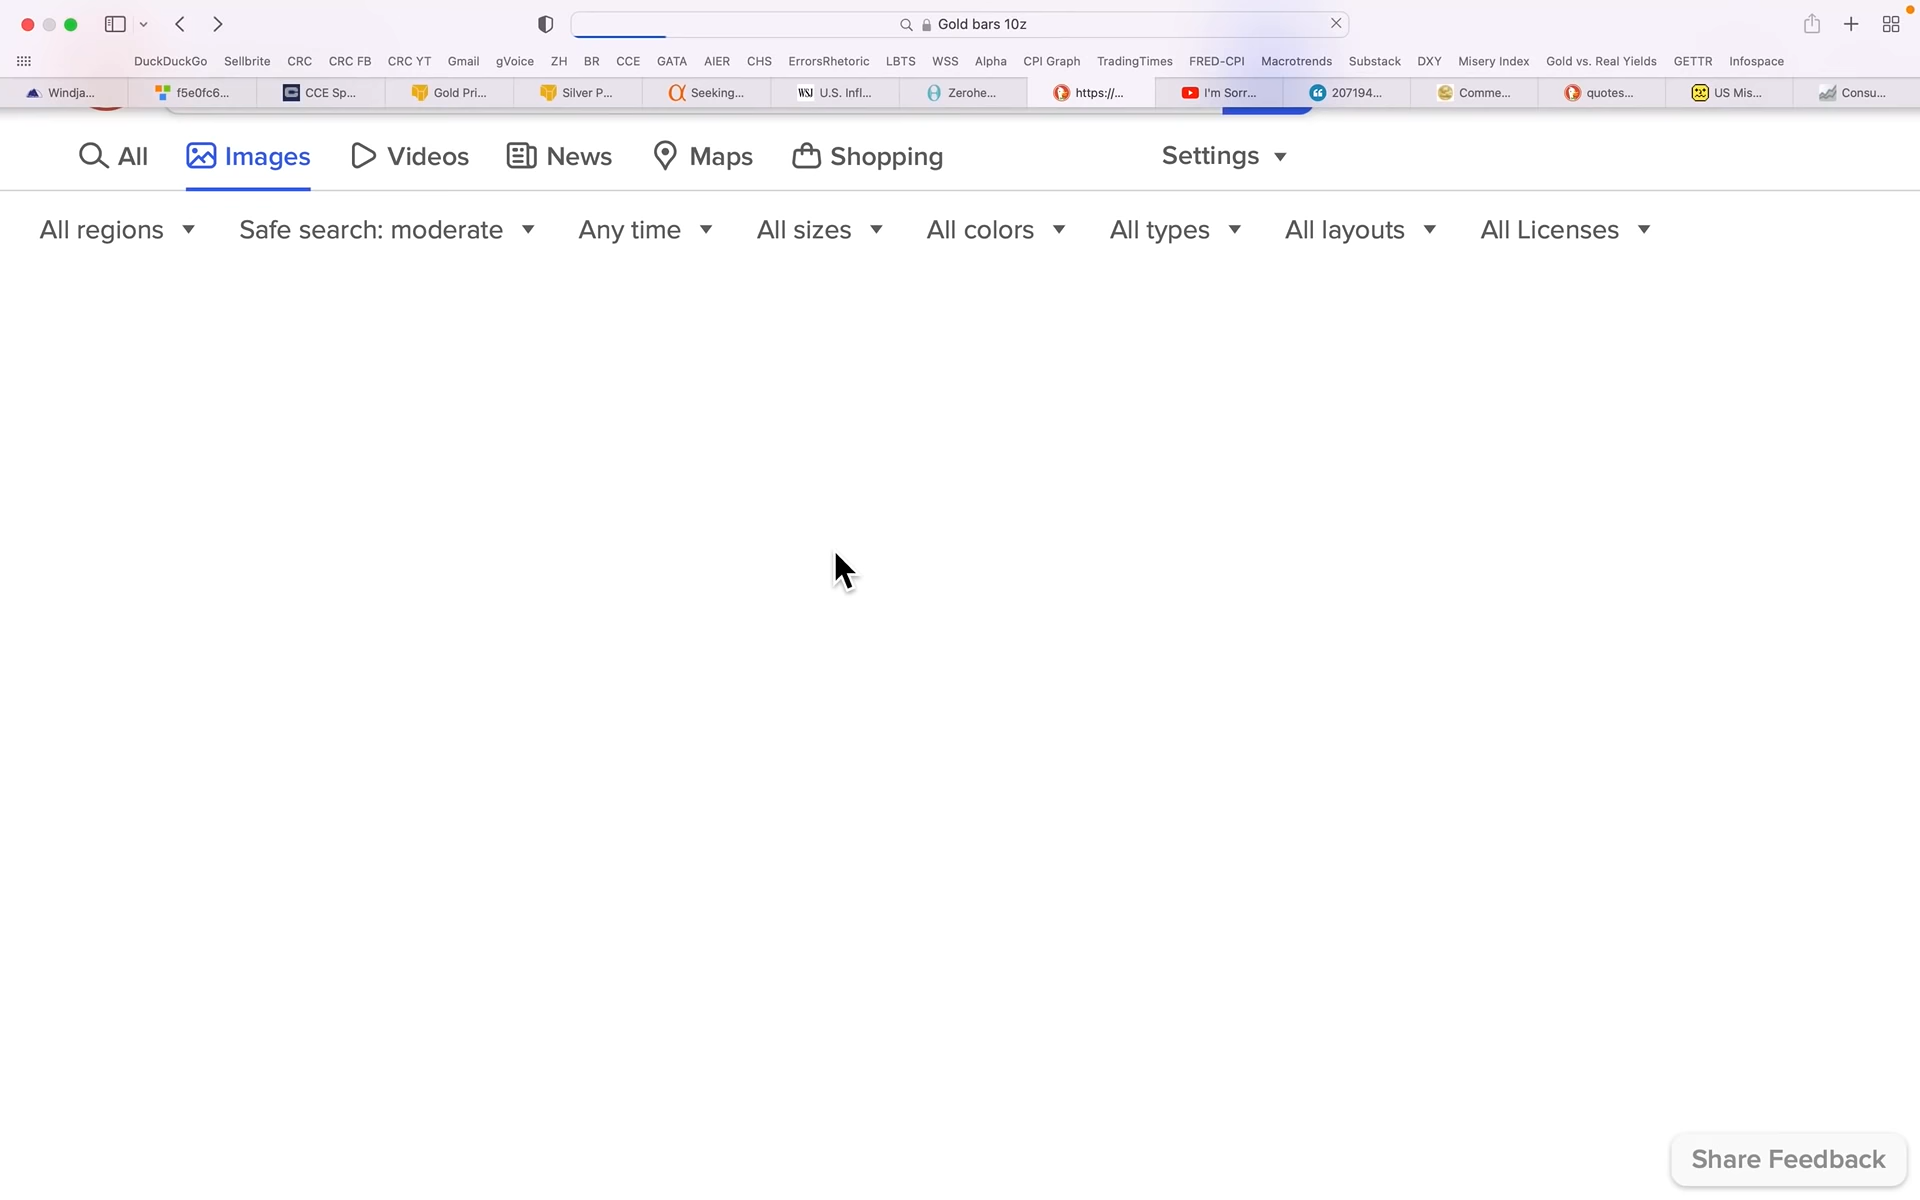 Gold bars 10z
DuckDuckGo Sellbrite CRC CRC FB CRC YT Gmail gVoice ZH BR CCE GATA AIER CHS ErrorsRhetoric LBTS WSS Alpha CPI Graph TradingTimes FRED-CPI Macrotrends Substack DXY Misery Index Gold vs. Real Yields GETTR Infospace
Windja... f5e0fc6... CCE Sp... Gold Pri... Silver P... Seeking... WSJ U.S. Infl... Zerohe... https://... I'm Sorr... 207194... Comme... quotes... US Mis... Consu...
All Images Videos News Maps Shopping Settings
All regions Safe search: moderate Any time All sizes All colors All types All layouts All Licenses
Share Feedback